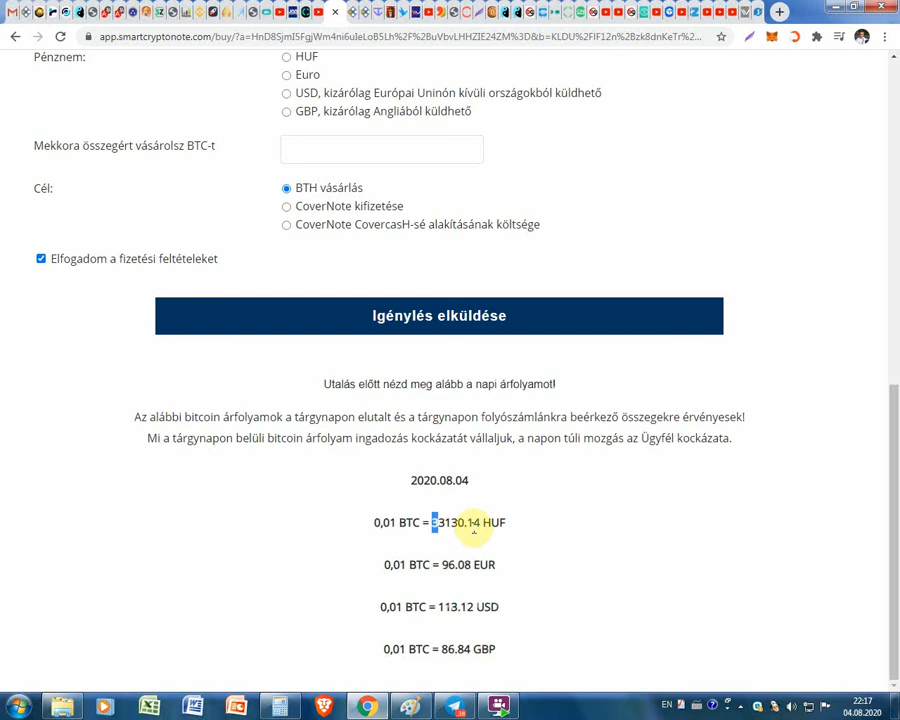 app.smartcryptonote.com/buy/?a=HnD8SjmI5FgjWm4ni6uIeLoB5Lh%2F%2BuVbvLHHZIE24ZM%3D&b=KLDU%2FIF12n%2Bzk8dnKeTr%2...
Pénznem:
HUF
Euro
USD, kizárólag Európai Uninón kívüli országokból küldhető
GBP, kizárólag Angliából küldhető
Mekkora összegért vásárolsz BTC-t
Cél:
BTH vásárlás
CoverNote kifizetése
CoverNote CovercasH-sé alakításának költsége
Elfogadom a fizetési feltételeket
Igénylés elküldése
Utalás előtt nézd meg alább a napi árfolyamot!
Az alábbi bitcoin árfolyamok a tárgynapon elutalt és a tárgynapon folyószámlánkra beérkező összegekre érvényesek!
Mi a tárgynapon belüli bitcoin árfolyam ingadozás kockázatát vállaljuk, a napon túli mozgás az Ügyfél kockázata.
2020.08.04
0,01 BTC = 33130.14 HUF
0,01 BTC = 96.08 EUR
0,01 BTC = 113.12 USD
0,01 BTC = 86.84 GBP
EN
22:17
04.08.2020